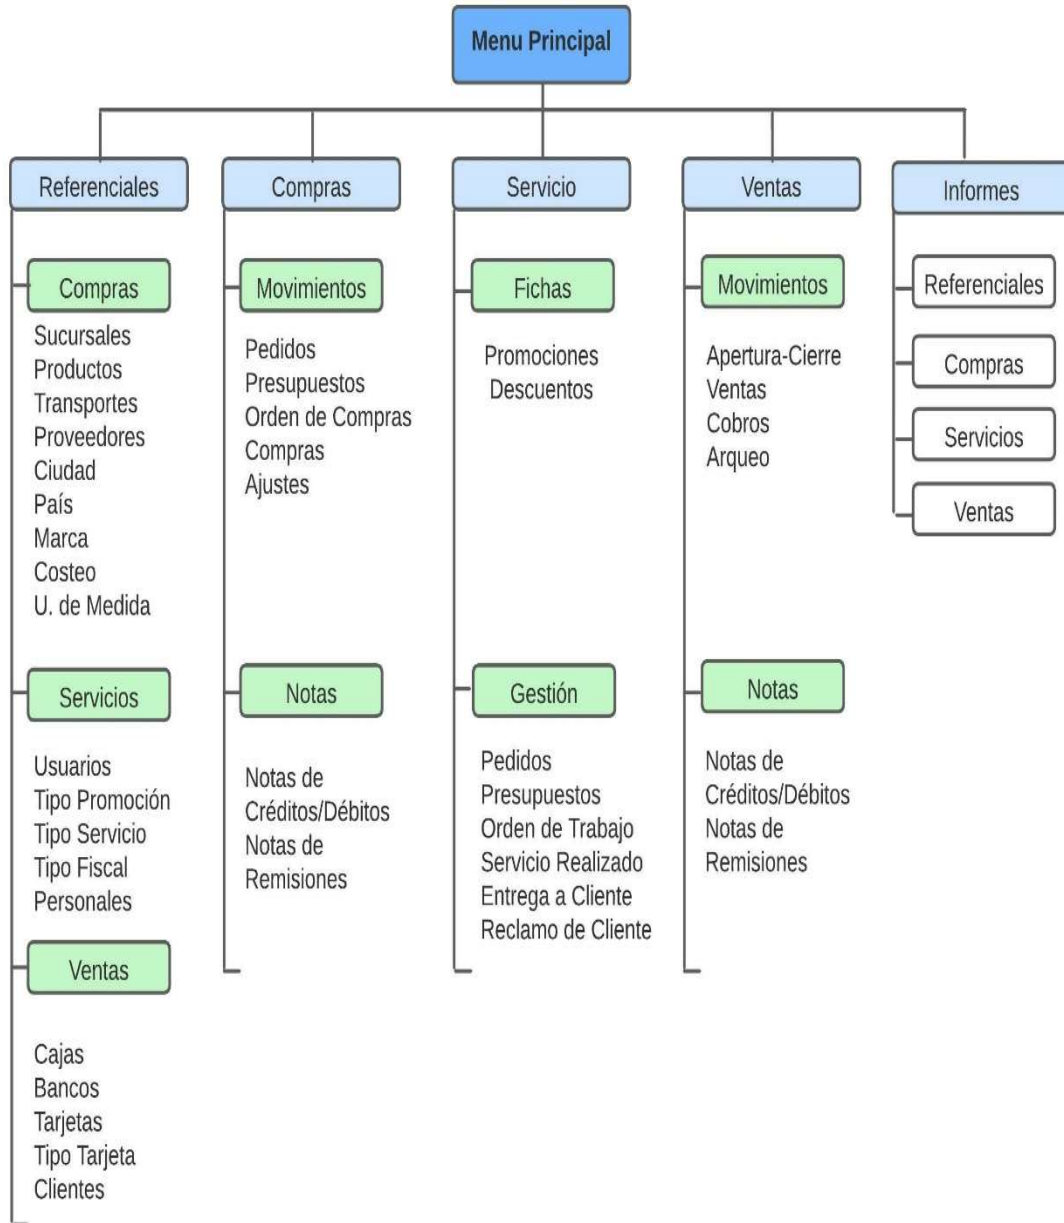 Menu Principal
Referenciales
Compras
Sucursales
Productos
Transportes
Proveedores
Ciudad
País
Marca
Costeo
U. de Medida
Servicios
Usuarios
Tipo Promoción
Tipo Servicio
Tipo Fiscal
Personales
Ventas
Cajas
Bancos
Tarjetas
Tipo Tarjeta
Clientes
Compras
Movimientos
Pedidos
Presupuestos
Orden de Compras
Compras
Ajustes
Notas
Notas de
Créditos/Débitos
Notas de
Remisiones
Servicio
Fichas
Promociones
Descuentos
Gestión
Pedidos
Presupuestos
Orden de Trabajo
Servicio Realizado
Entrega a Cliente
Reclamo de Cliente
Ventas
Movimientos
Apertura-Cierre
Ventas
Cobros
Arqueo
Notas
Notas de
Créditos/Débitos
Notas de
Remisiones
Informes
Referenciales
Compras
Servicios
Ventas